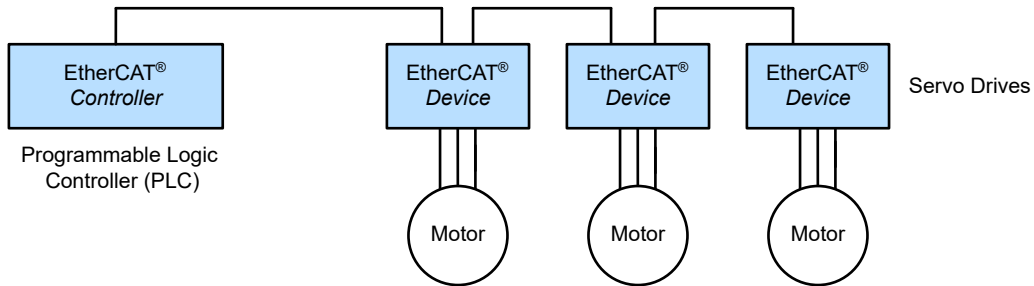 EtherCAT®
Controller
Programmable Logic
Controller (PLC)
EtherCAT®
Device
EtherCAT®
Device
EtherCAT®
Device
Servo Drives
Motor
Motor
Motor